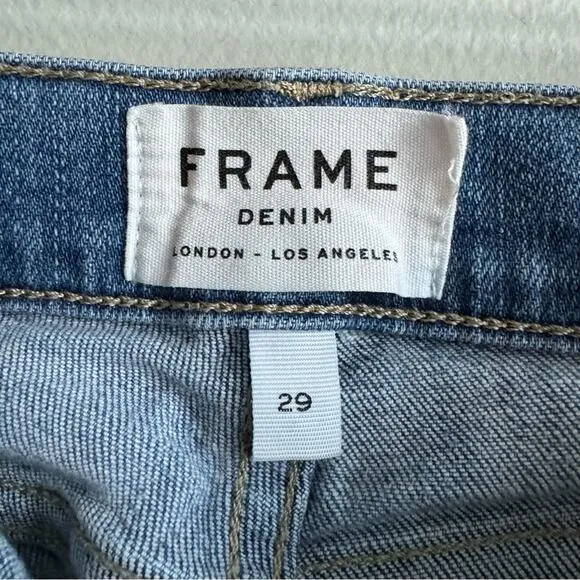 FRAME
DENIM
LONDON - LOS ANGELES
29